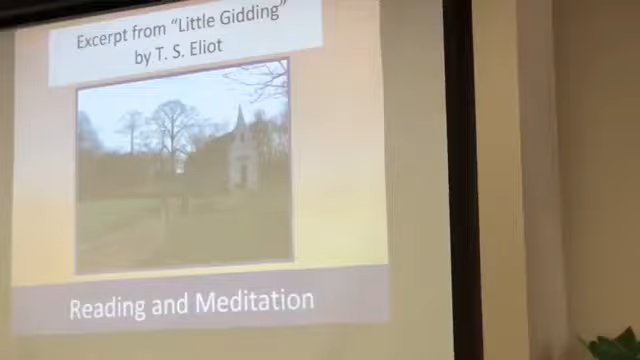 Excerpt from “Little Gidding”
by T. S. Eliot
Reading and Meditation